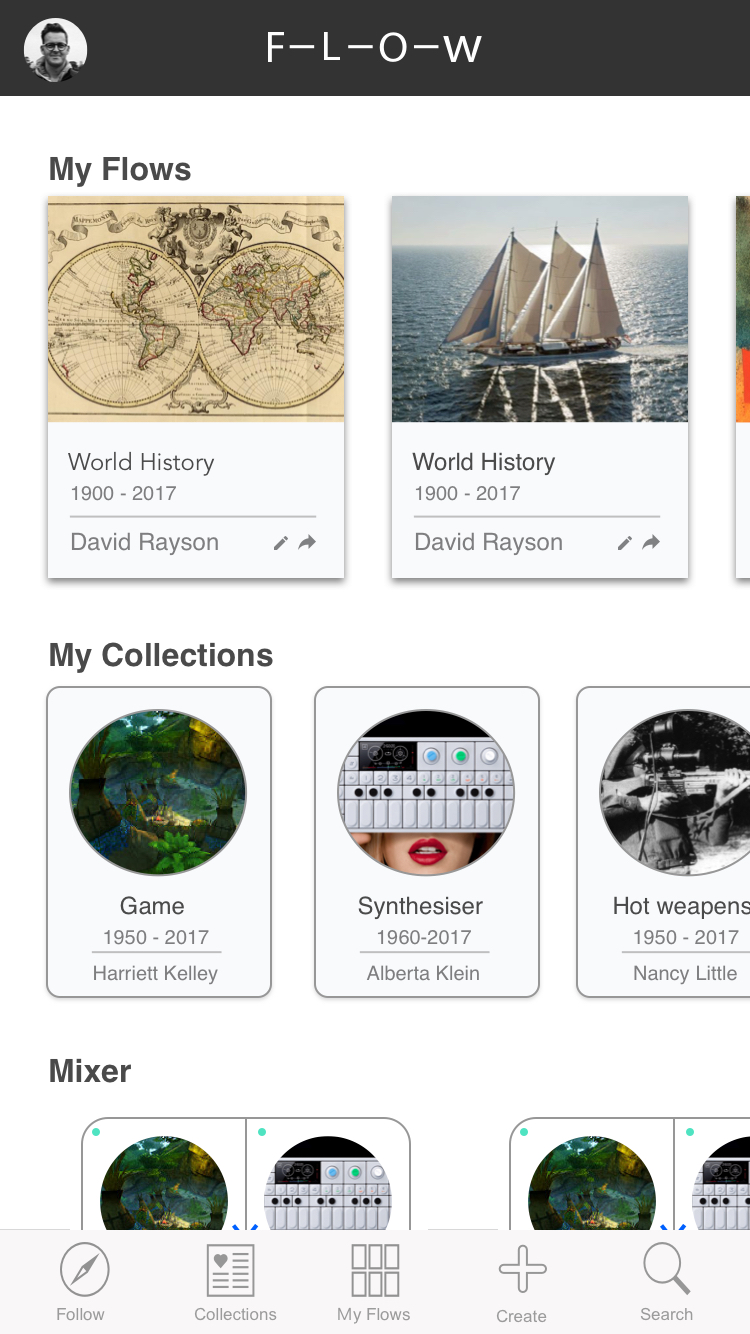 F–L–O–W
My Flows
MAPPEMONDE
World History
1900 - 2017
David Rayson
World History
1900 - 2017
David Rayson
My Collections
Game
1950 - 2017
Harriett Kelley
Synthesiser
1960-2017
Alberta Klein
Hot weapens
1950 - 2017
Nancy Little
Mixer
Follow
Collections
My Flows
Create
Search